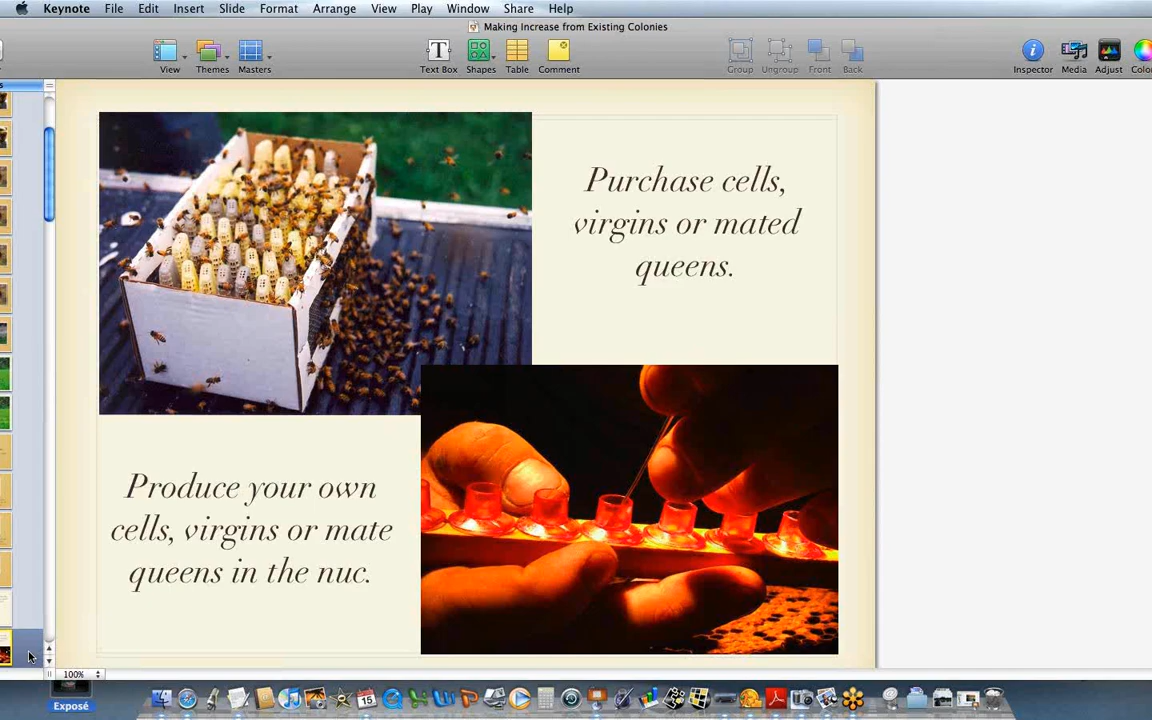 Keynote File Edit Insert Slide Format Arrange View Play Window Share Help
Making Increase from Existing Colonies
View Themes Masters Text Box Shapes Table Comment Group Ungroup Front Back Inspector Media Adjust
Purchase cells,
virgins or mated
queens.
Produce your own
cells, virgins or mate
queens in the nuc.
100%
15
Exposé